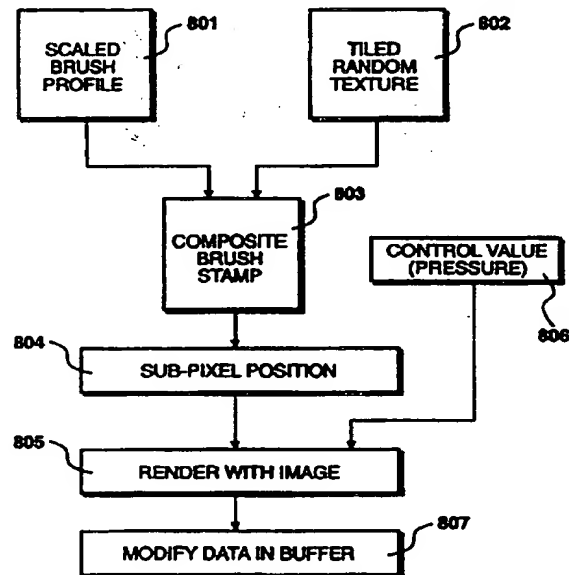 801
SCALED
BRUSH
PROFILE
802
TILED
RANDOM
TEXTURE
803
COMPOSITE
BRUSH
STAMP
CONTROL VALUE
(PRESSURE)
806
804
SUB-PIXEL POSITION
805
RENDER WITH IMAGE
807
MODIFY DATA IN BUFFER